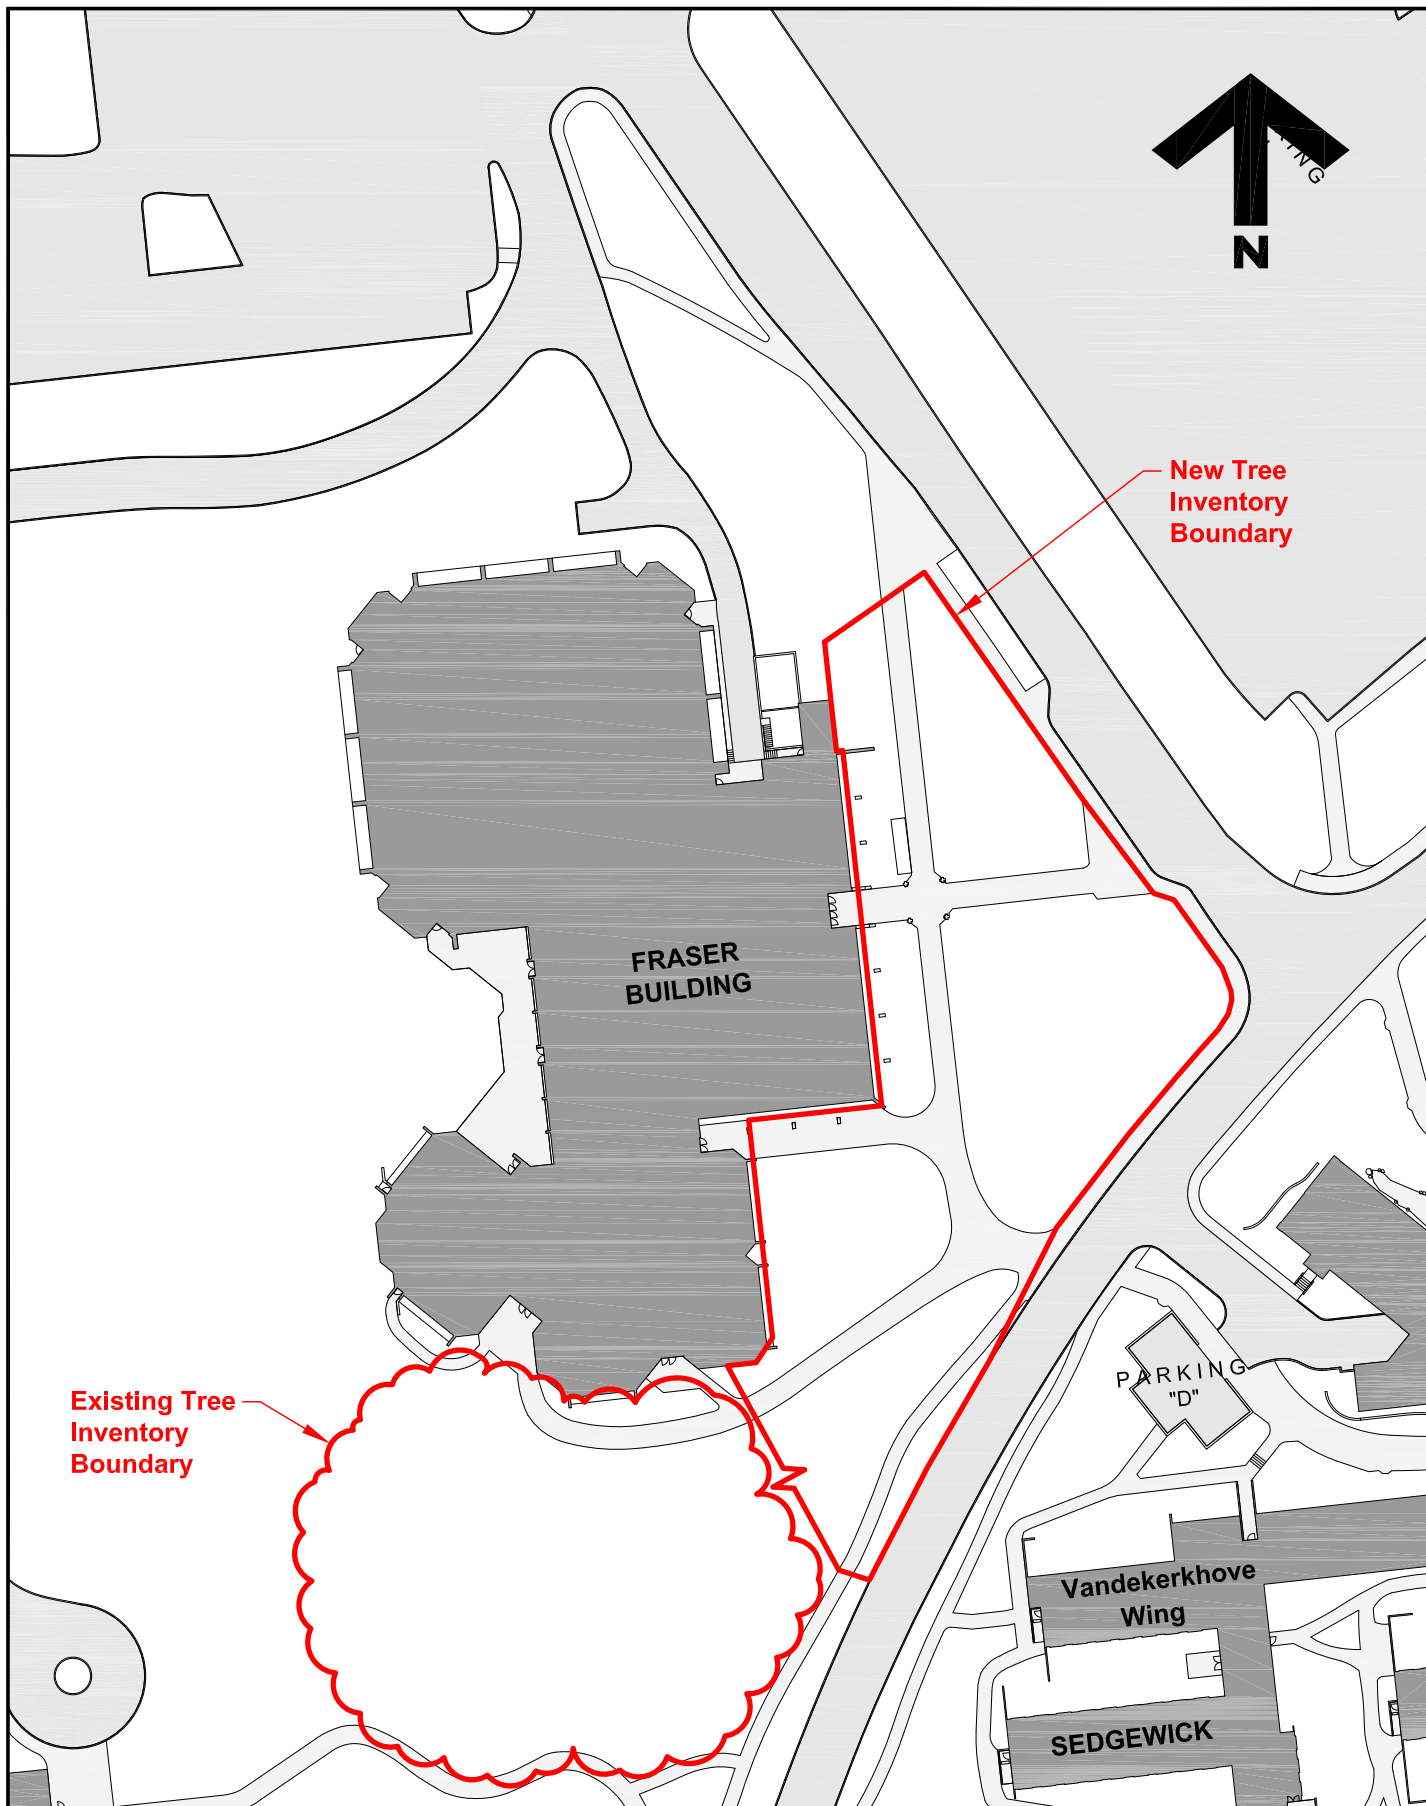 N
New Tree
Inventory
Boundary
FRASER
BUILDING
Existing Tree
Inventory
Boundary
PARKING
"D"
Vandekerkhove
Wing
SEDGEWICK